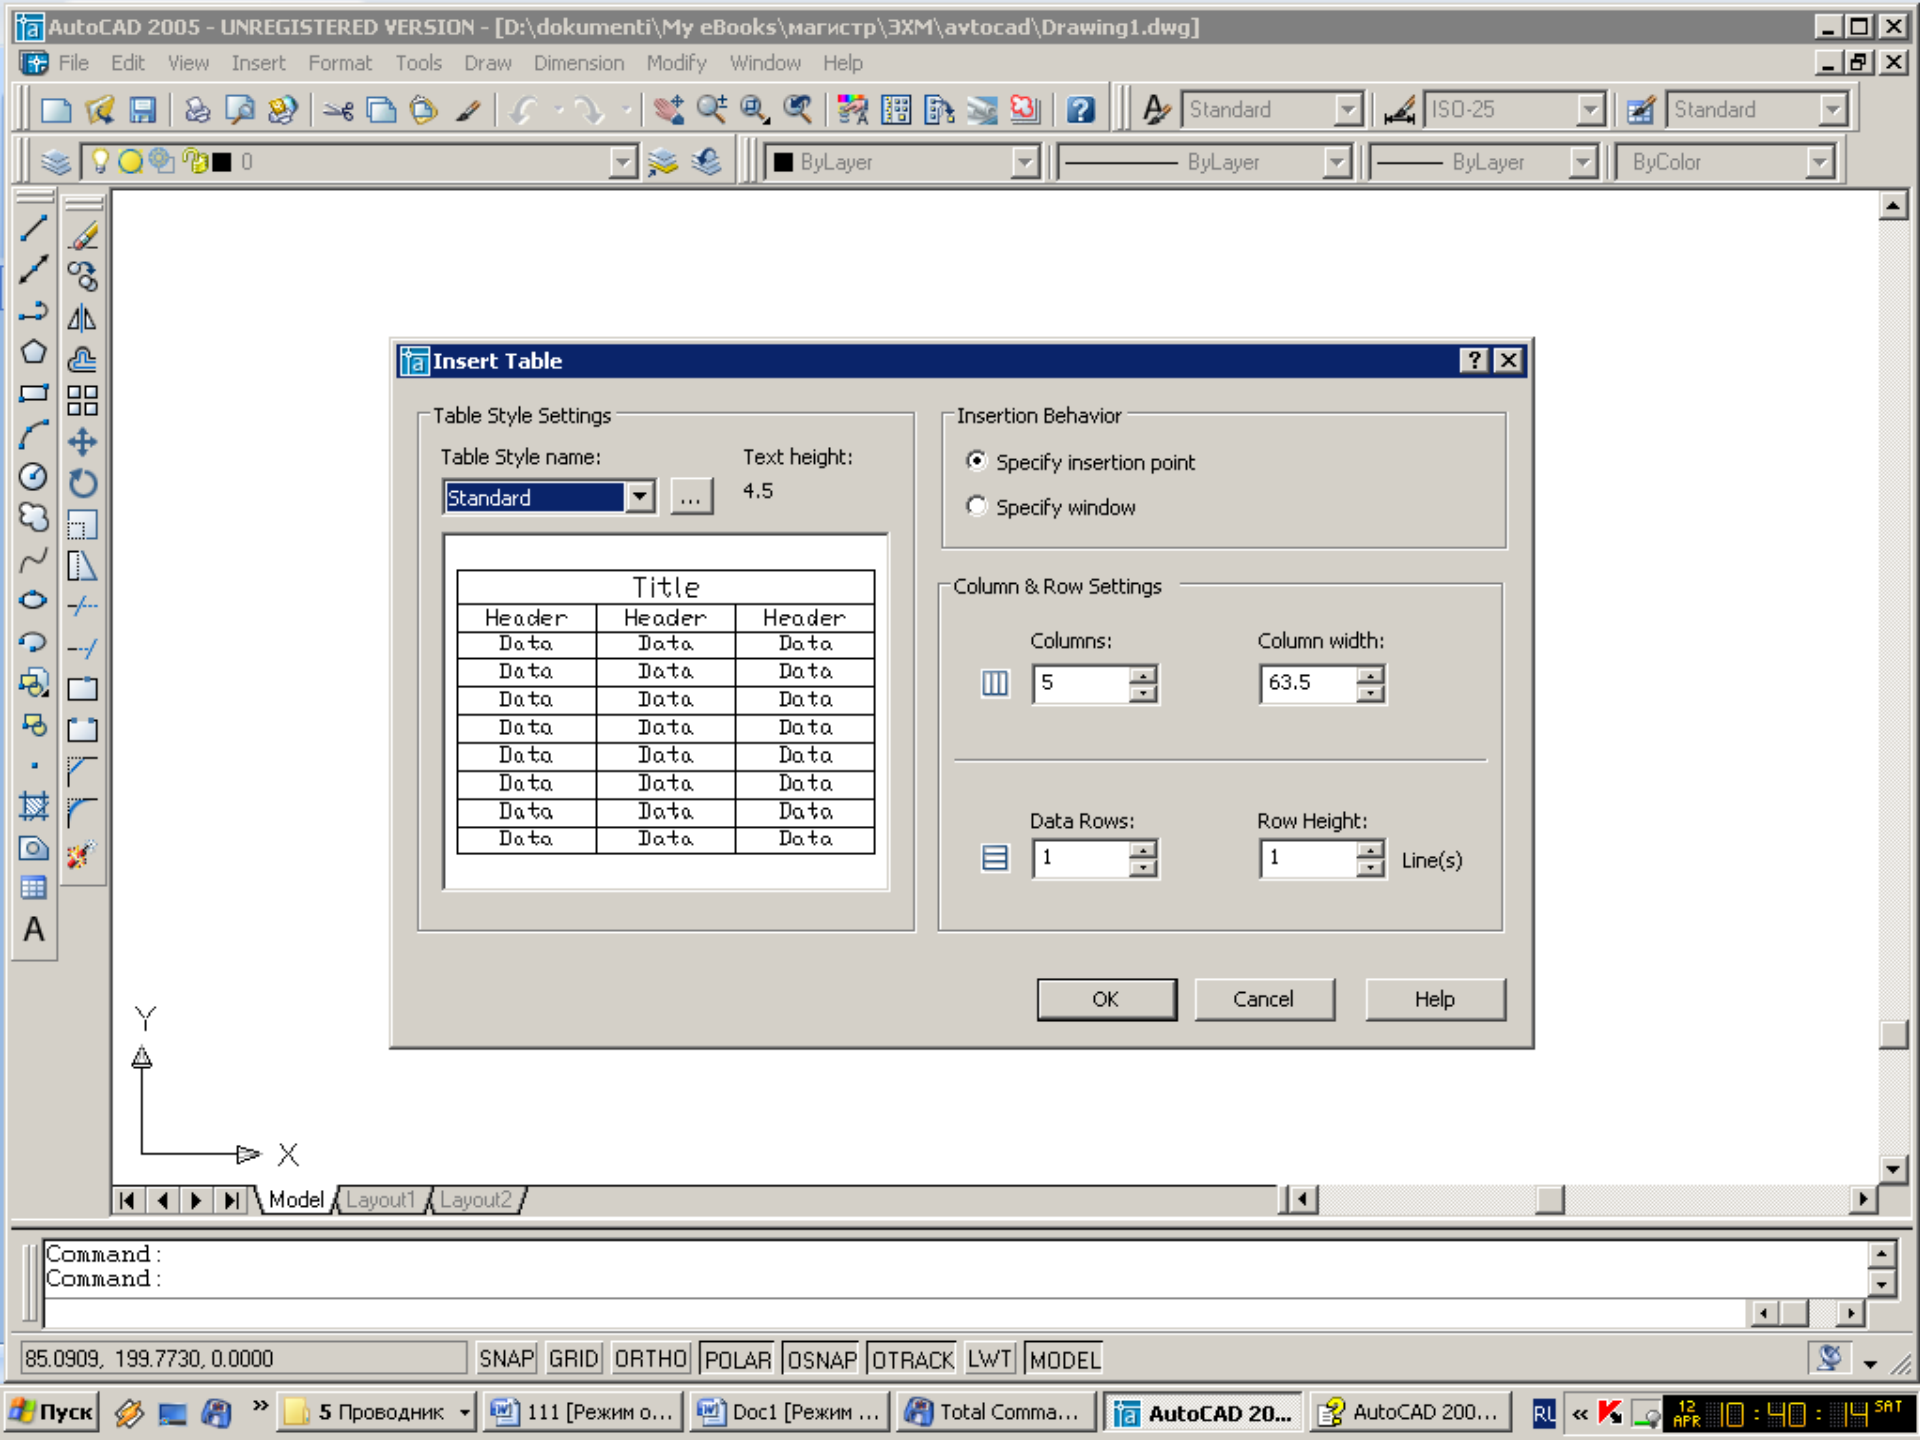 AutoCAD 2005 - UNREGISTERED VERSION - [D:\dokumenti\My eBooks\магистр\ЭХМ\avtocad\Drawing1.dwg]
File Edit View Insert Format Tools Draw Dimension Modify Window Help
Standard ISO-25 Standard
0 ByLayer ByLayer ByLayer ByColor
Insert Table
Table Style Settings
Table Style name: Text height:
Standard ... 4.5
Title
Header Header Header
Data Data Data
Data Data Data
Data Data Data
Data Data Data
Data Data Data
Data Data Data
Data Data Data
Data Data Data
Insertion Behavior
Specify insertion point
Specify window
Column & Row Settings
Columns: Column width:
5 63.5
Data Rows: Row Height:
1 1 Line(s)
OK Cancel Help
A
Y
X
Model Layout1 Layout2
Command:
Command:
85.0909, 199.7730, 0.0000 SNAP GRID ORTHO POLAR OSNAP OTRACK LWT MODEL
Пуск » 5 Проводник 111 [Режим о... Doc1 [Режим ... Total Comma... AutoCAD 20... AutoCAD 200... RU « 12 APR 10:40:14 SAT